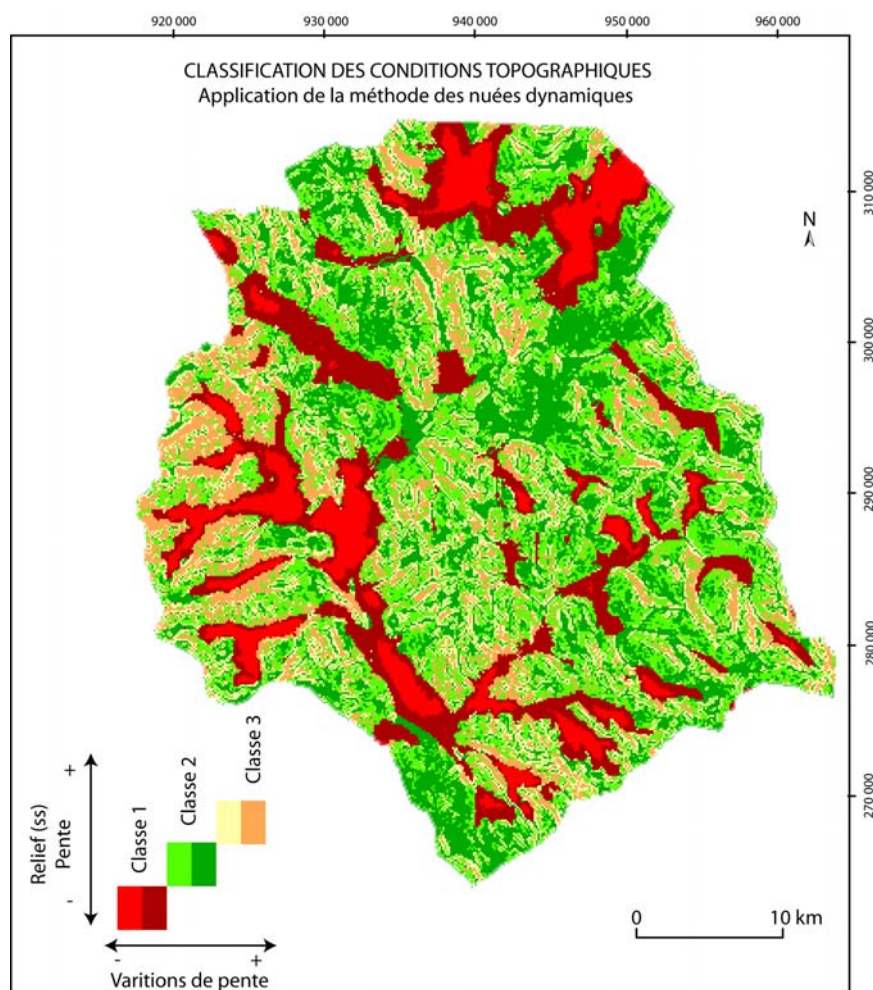 920 000
930 000
940 000
950 000
960 000
CLASSIFICATION DES CONDITIONS TOPOGRAPHIQUES
Application de la méthode des nuées dynamiques
310 000
N
300 000
290 000
280 000
270 000
+
-
Relief (ss)
Pente
Classe 1
Classe 2
Classe 3
-
+
Varitions de pente
0
10 km